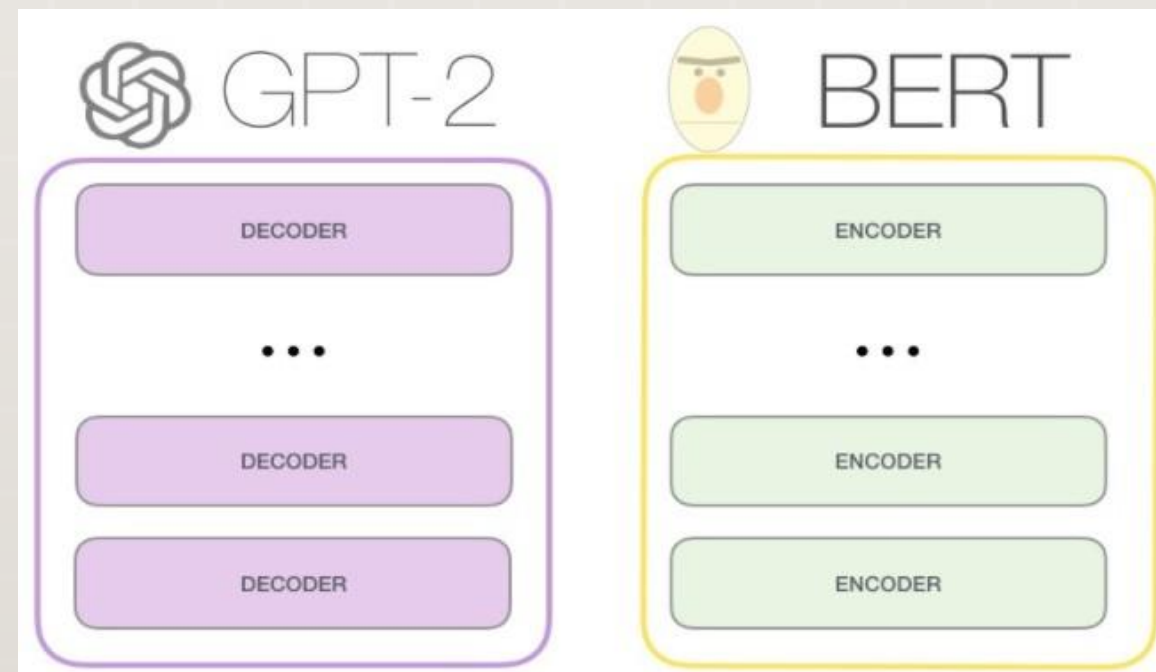 GPT-2
DECODER
...
DECODER
DECODER
BERT
ENCODER
...
ENCODER
ENCODER